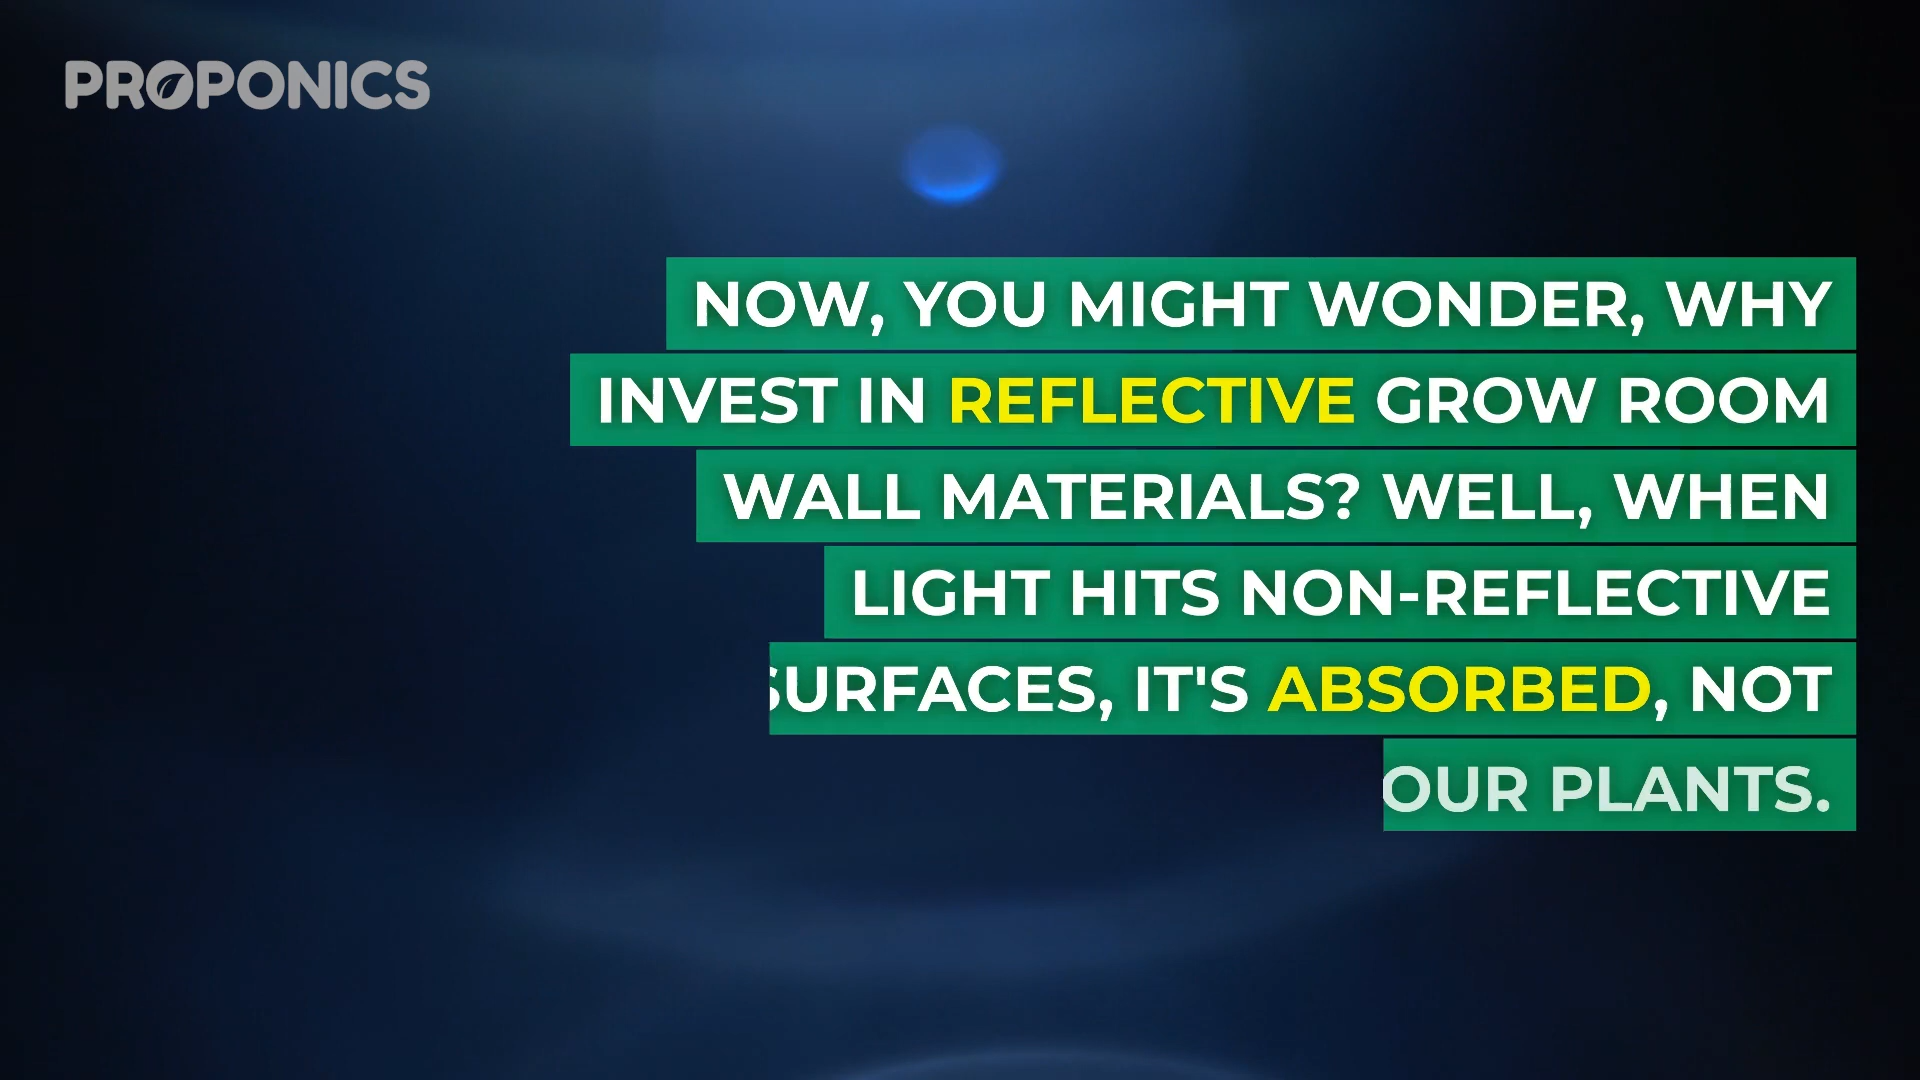 PROPONICS
NOW, YOU MIGHT WONDER, WHY
INVEST IN REFLECTIVE GROW ROOM
WALL MATERIALS? WELL, WHEN
LIGHT HITS NON-REFLECTIVE
SURFACES, IT'S ABSORBED, NOT
OUR PLANTS.